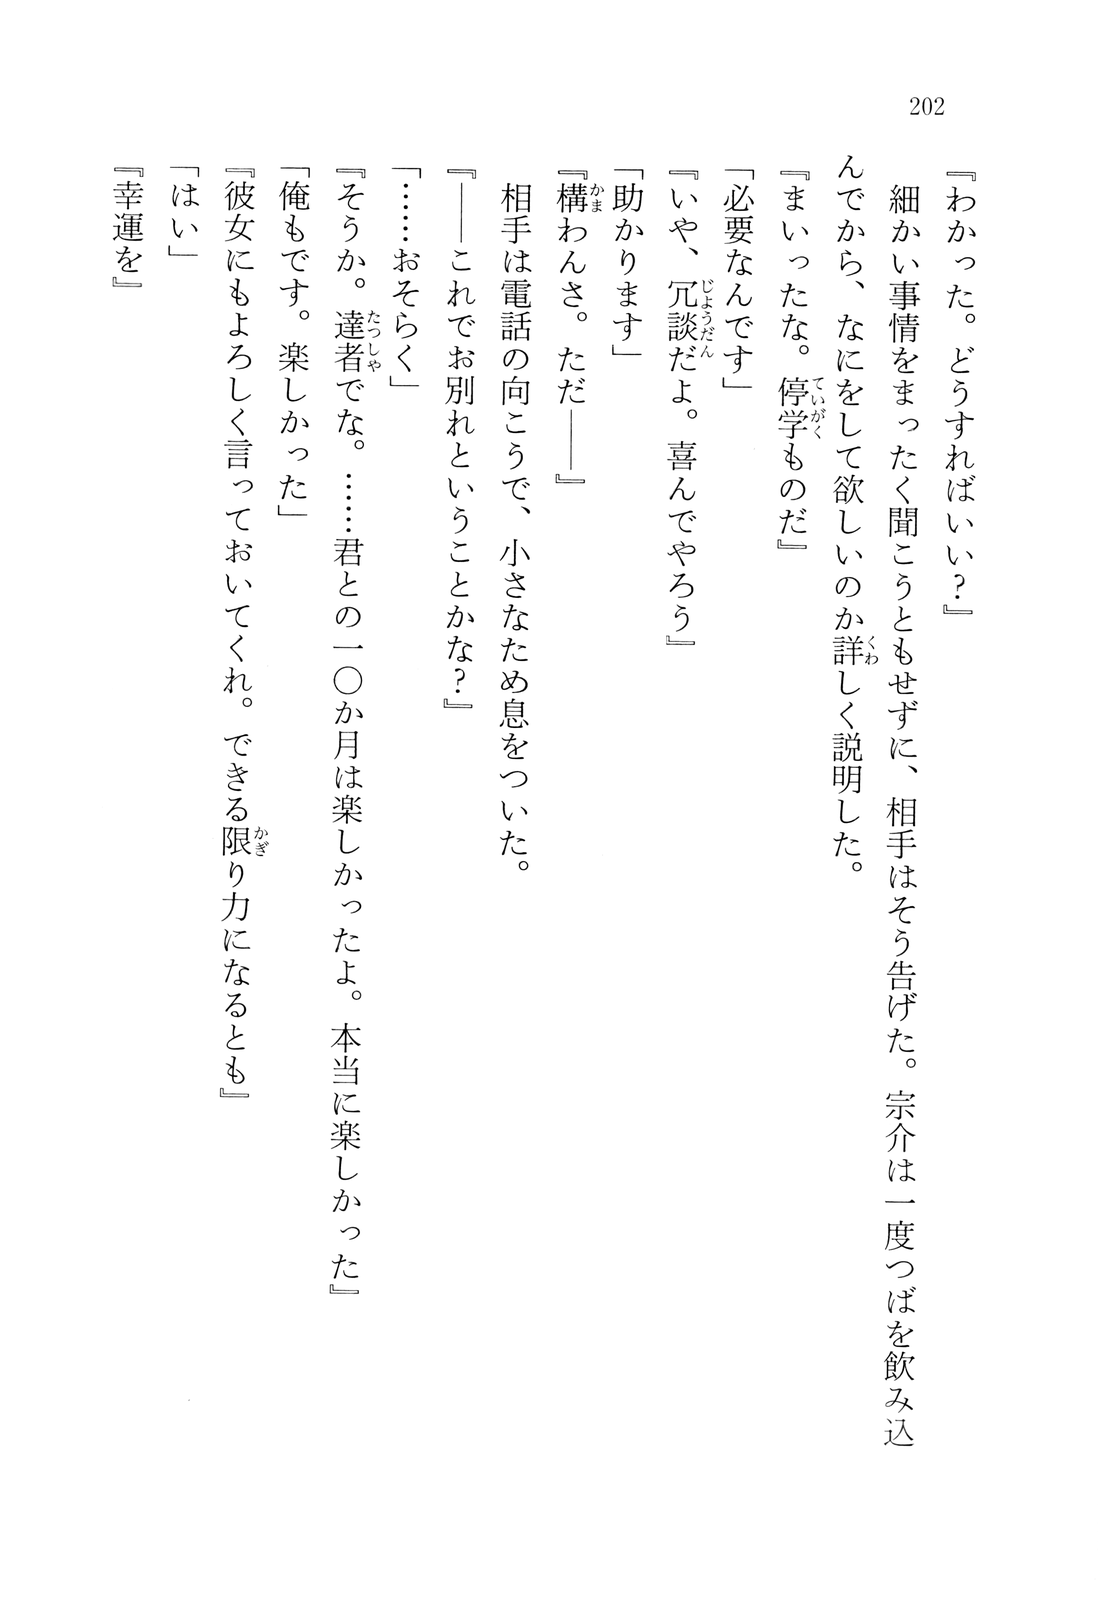 202
『わかった。どうすればいい？』
　細かい事情をまったく聞こうともせずに、相手はそう告げた。宗介は一度つばを飲み込
んでから、なにをして欲しいのか詳しく説明した。
『まいったな。停学ものだ』
「必要なんです」
『いや、冗談だよ。喜んでやろう』
「助かります」
『構わんさ。ただ――』
　相手は電話の向こうで、小さなため息をついた。
『――これでお別れということかな？』
「……おそらく」
『そうか。達者でな。……君との一〇か月は楽しかったよ。本当に楽しかった』
「俺もです。楽しかった」
『彼女にもよろしく言っておいてくれ。できる限り力になるとも』
「はい」
『幸運を』